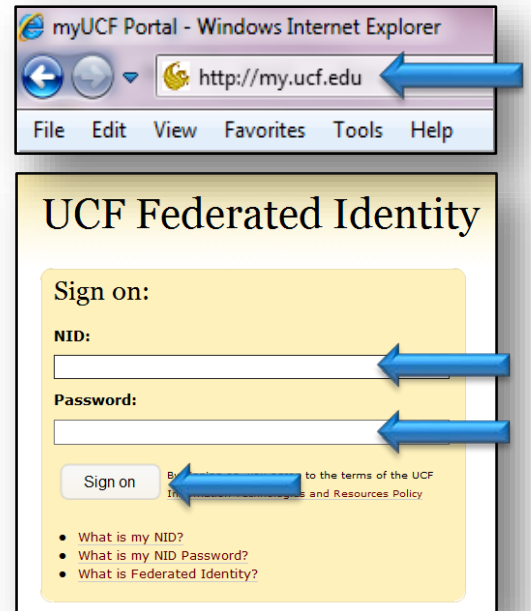 myUCF Portal - Windows Internet Explorer
http://my.ucf.edu
File Edit View Favorites Tools Help
UCF Federated Identity
Sign on:
NID:
Password:
Sign on
to the terms of the UCF
and Resources Policy
What is my NID?
What is my NID Password?
What is Federated Identity?